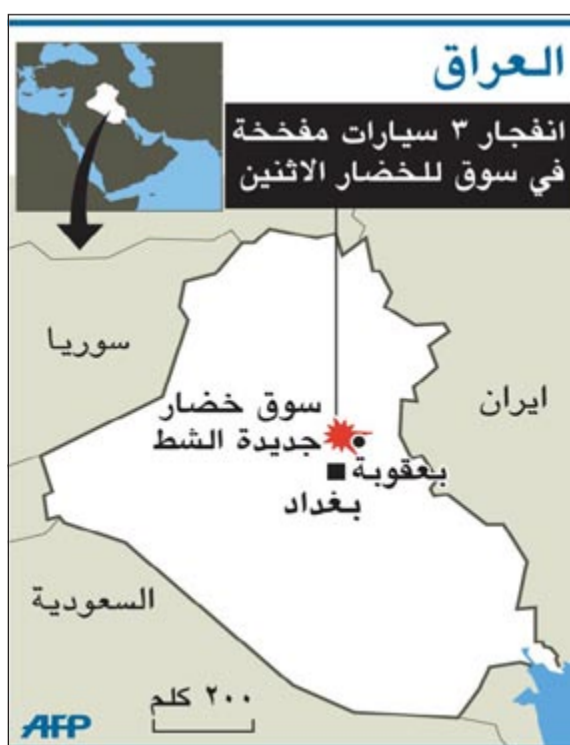 العراق
انفجار ٣ سيارات مفخخة
في سوق للخضار الاثنين
سوريا
ايران
سوق خضار
جديدة الشط
بعقوبة
بغداد
السعودية
٢٠٠ كلم
AFP